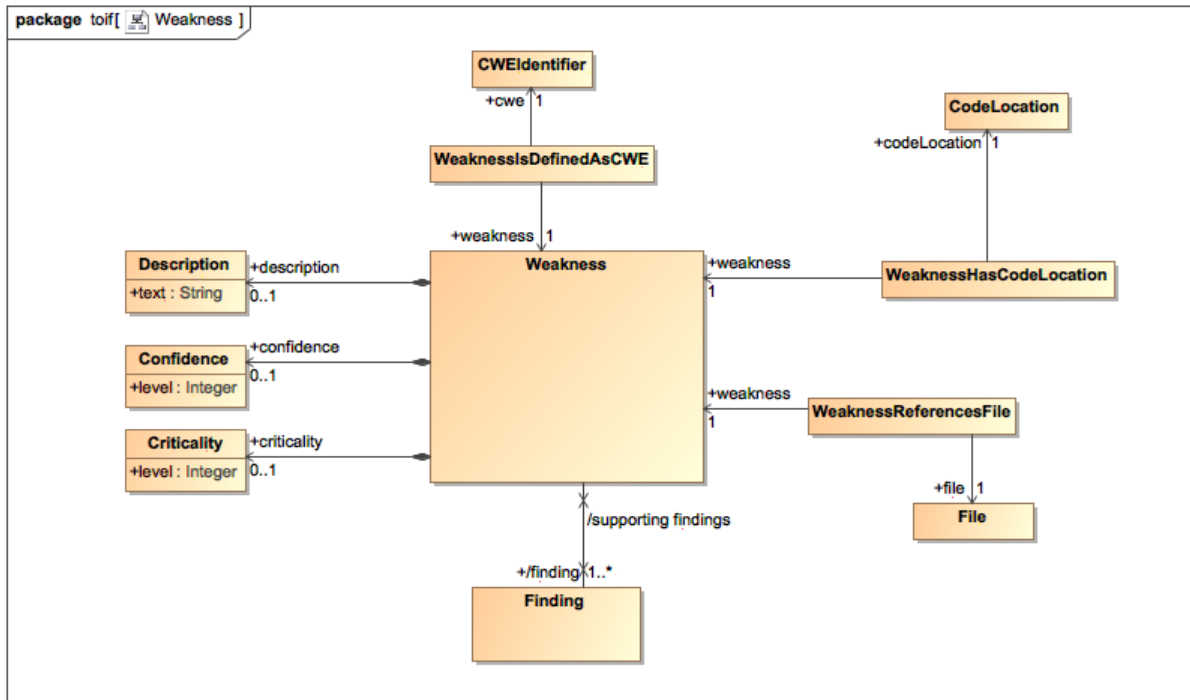 package toif[ Weakness ]
CWEIdentifier
+cwe 1
CodeLocation
+codeLocation 1
WeaknessIsDefinedAsCWE
+weakness 1
Description
+text : String
+description
0..1
Weakness
+weakness
1
WeaknessHasCodeLocation
Confidence
+level : Integer
+confidence
0..1
+weakness
1
WeaknessReferencesFile
Criticality
+level : Integer
+criticality
0..1
+file 1
File
/supporting findings
+/finding 1..*
Finding